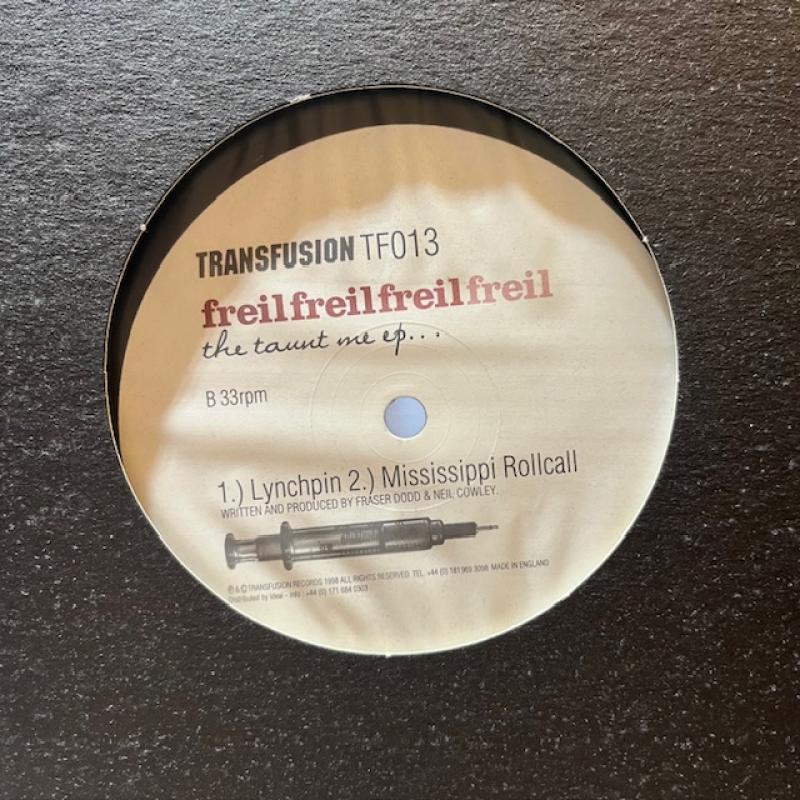 TRANSFUSION TF013
freilfreilfreilfreil
the taunt me ep...
B 33rpm
1.) Lynchpin 2.) Mississippi Rollcall
WRITTEN AND PRODUCED BY FRASER DODD & NEIL COWLEY.
℗ & © TRANSFUSION RECORDS 1998 ALL RIGHTS RESERVED. TEL. +44 (0) 181 969 3098 MADE IN ENGLAND
Distributed by Ideal - info : +44 (0) 171 684 0303